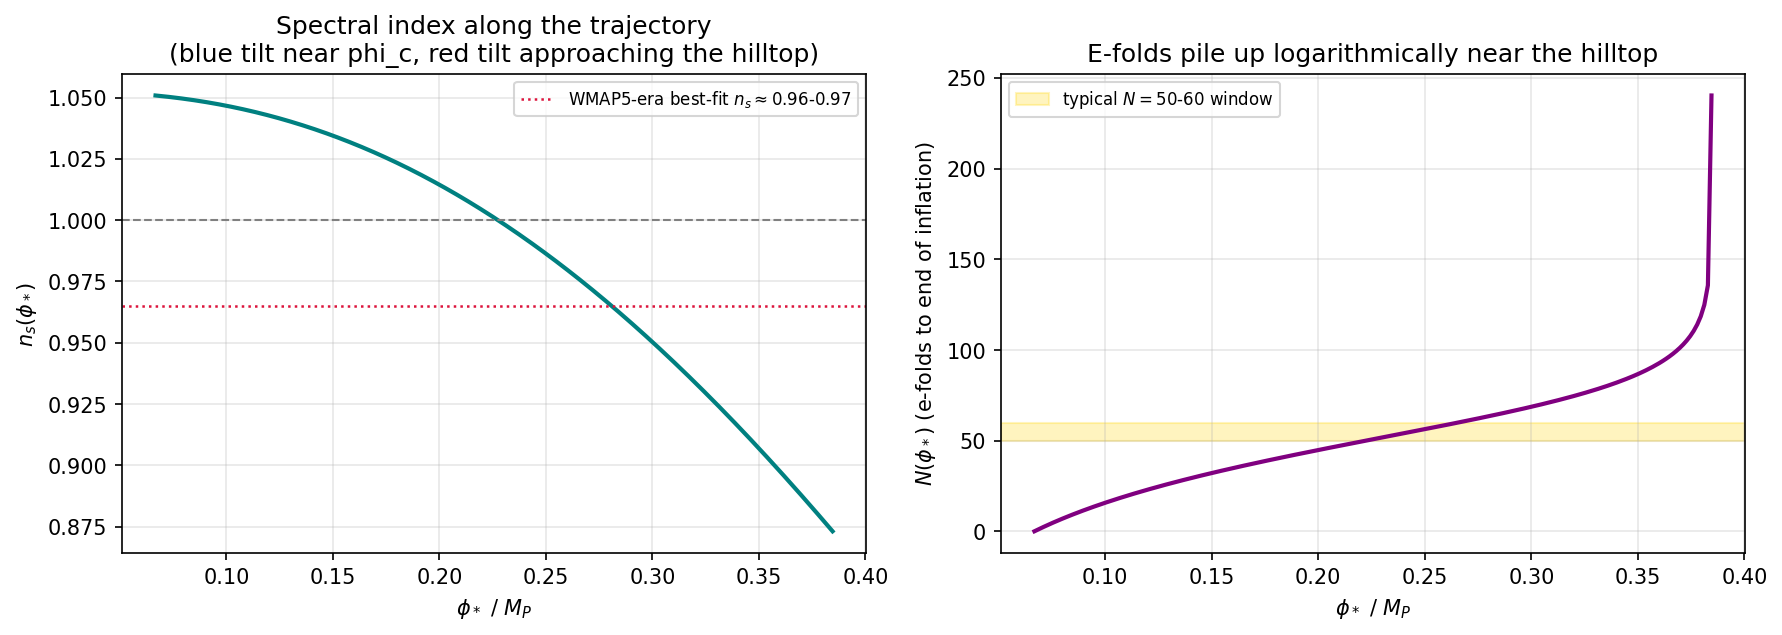 Spectral index along the trajectory
(blue tilt near phi_c, red tilt approaching the hilltop)
WMAP5-era best-fit $n_s \approx 0.96$-0.97
1.050
1.025
1.000
0.975
0.950
0.925
0.900
0.875
n_s(ϕ_*)
0.10 0.15 0.20 0.25 0.30 0.35 0.40
ϕ_* / M_P
E-folds pile up logarithmically near the hilltop
typical N = 50-60 window
250
200
150
100
50
0
N(ϕ_*) (e-folds to end of inflation)
0.10 0.15 0.20 0.25 0.30 0.35 0.40
ϕ_* / M_P